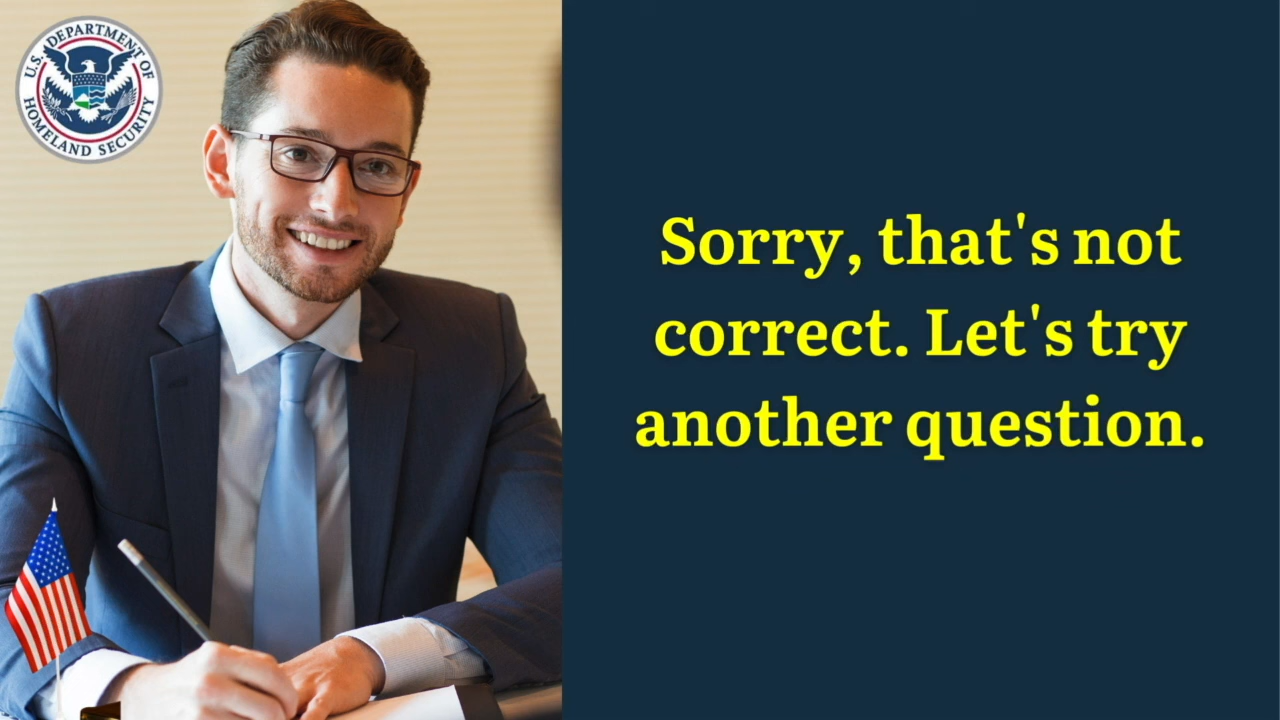 U.S. DEPARTMENT OF
HOMELAND SECURITY
Sorry, that's not
correct. Let's try
another question.